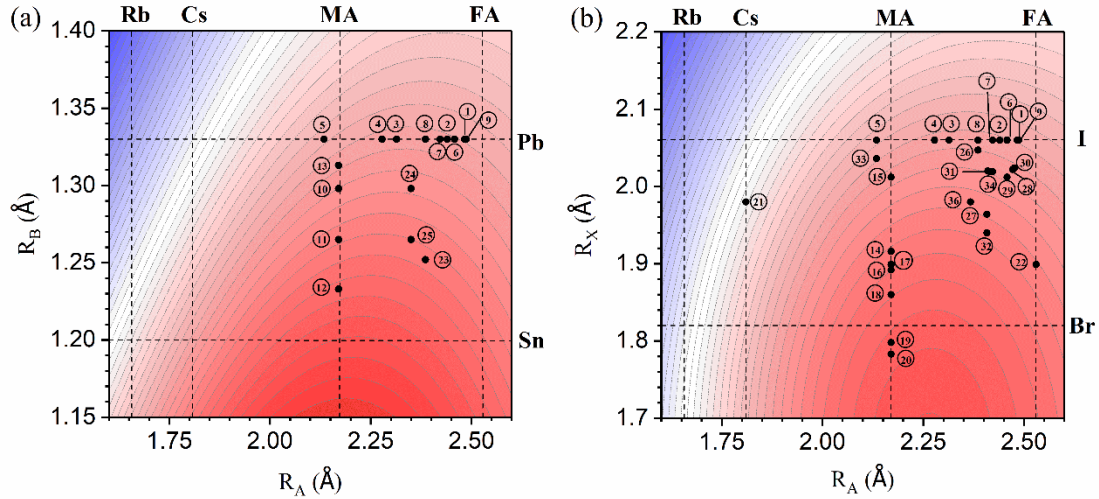 (a) Rb Cs MA FA
1.40
1.35
1.30
1.25
1.20
1.15
R_B (Å)
Pb
Sn
5 4 3 8 2 1 9
7 6
13
10
24
11
25
23
12
1.75 2.00 2.25 2.50
R_A (Å)
(b) Rb Cs MA FA
2.2
2.1
2.0
1.9
1.8
1.7
R_X (Å)
I
Br
7 6 1 9
5 4 3 8 2
33 26
15 31 30
34 29 28
21 36
27
14 17 32
16 22
18
19
20
1.75 2.00 2.25 2.50
R_A (Å)